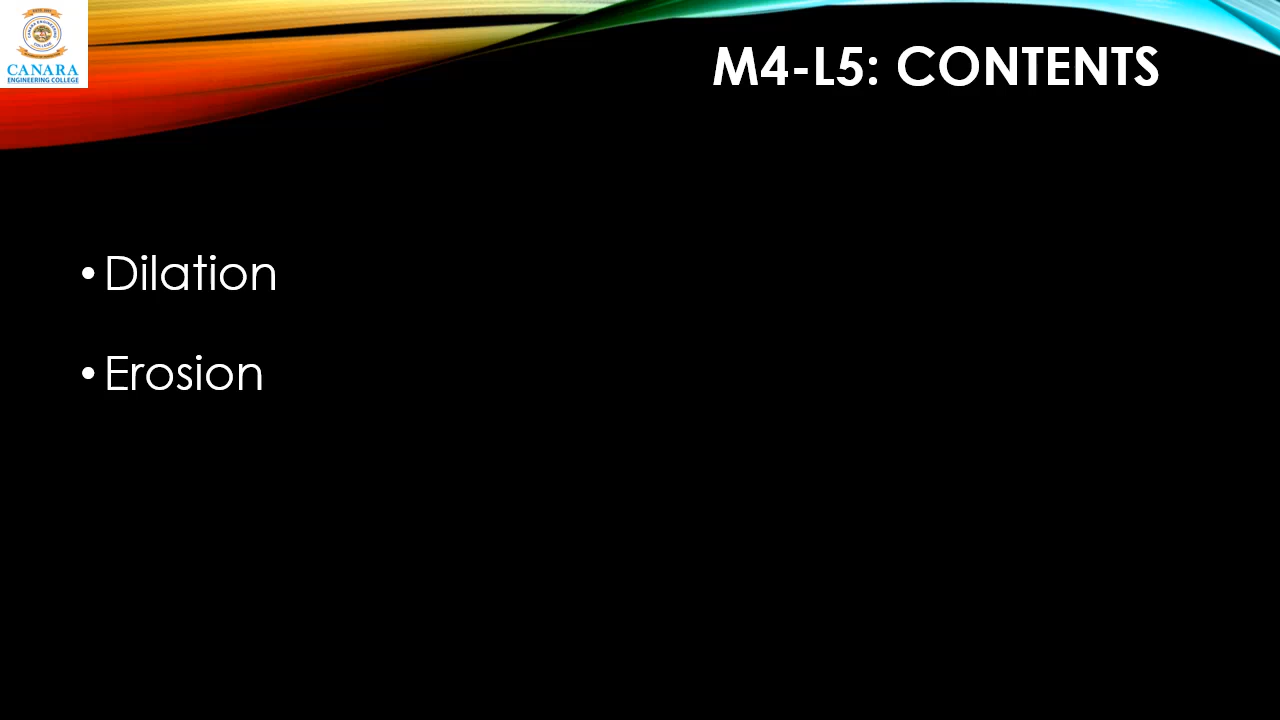 CANARA
ENGINEERING COLLEGE
M4-L5: CONTENTS
• Dilation
• Erosion